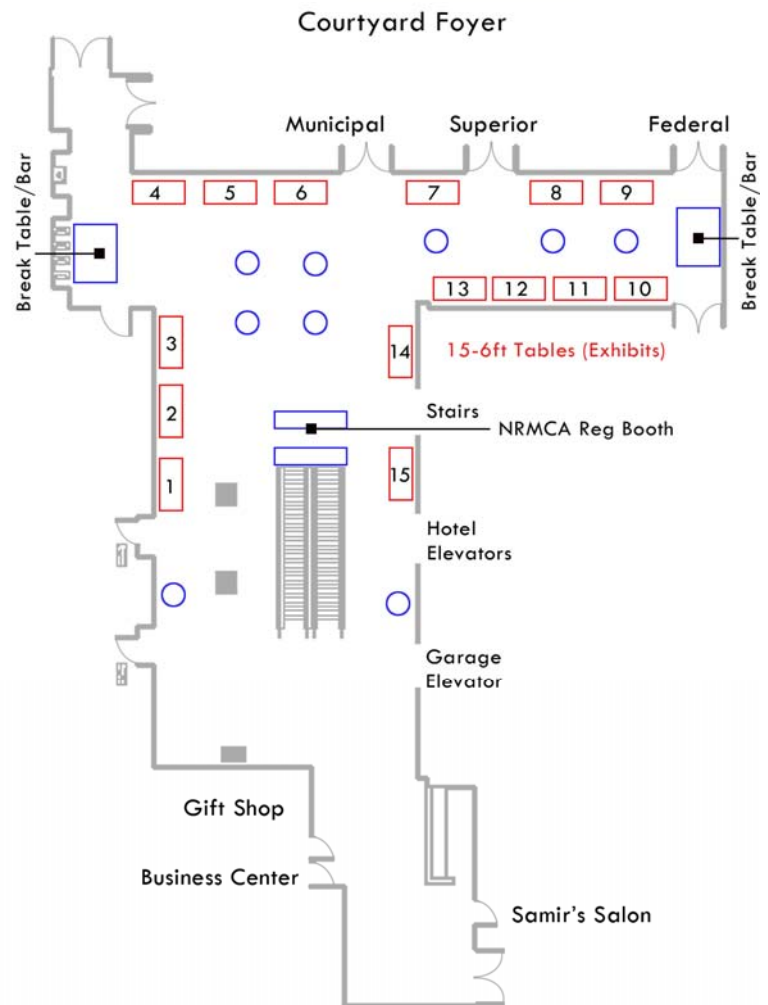 Courtyard Foyer
Municipal
Superior
Federal
Break Table/Bar
4
5
6
7
8
9
Break Table/Bar
13
12
11
10
3
14
15-6ft Tables (Exhibits)
2
Stairs
NRMCA Reg Booth
1
15
Hotel
Elevators
Garage
Elevator
Gift Shop
Business Center
Samir's Salon